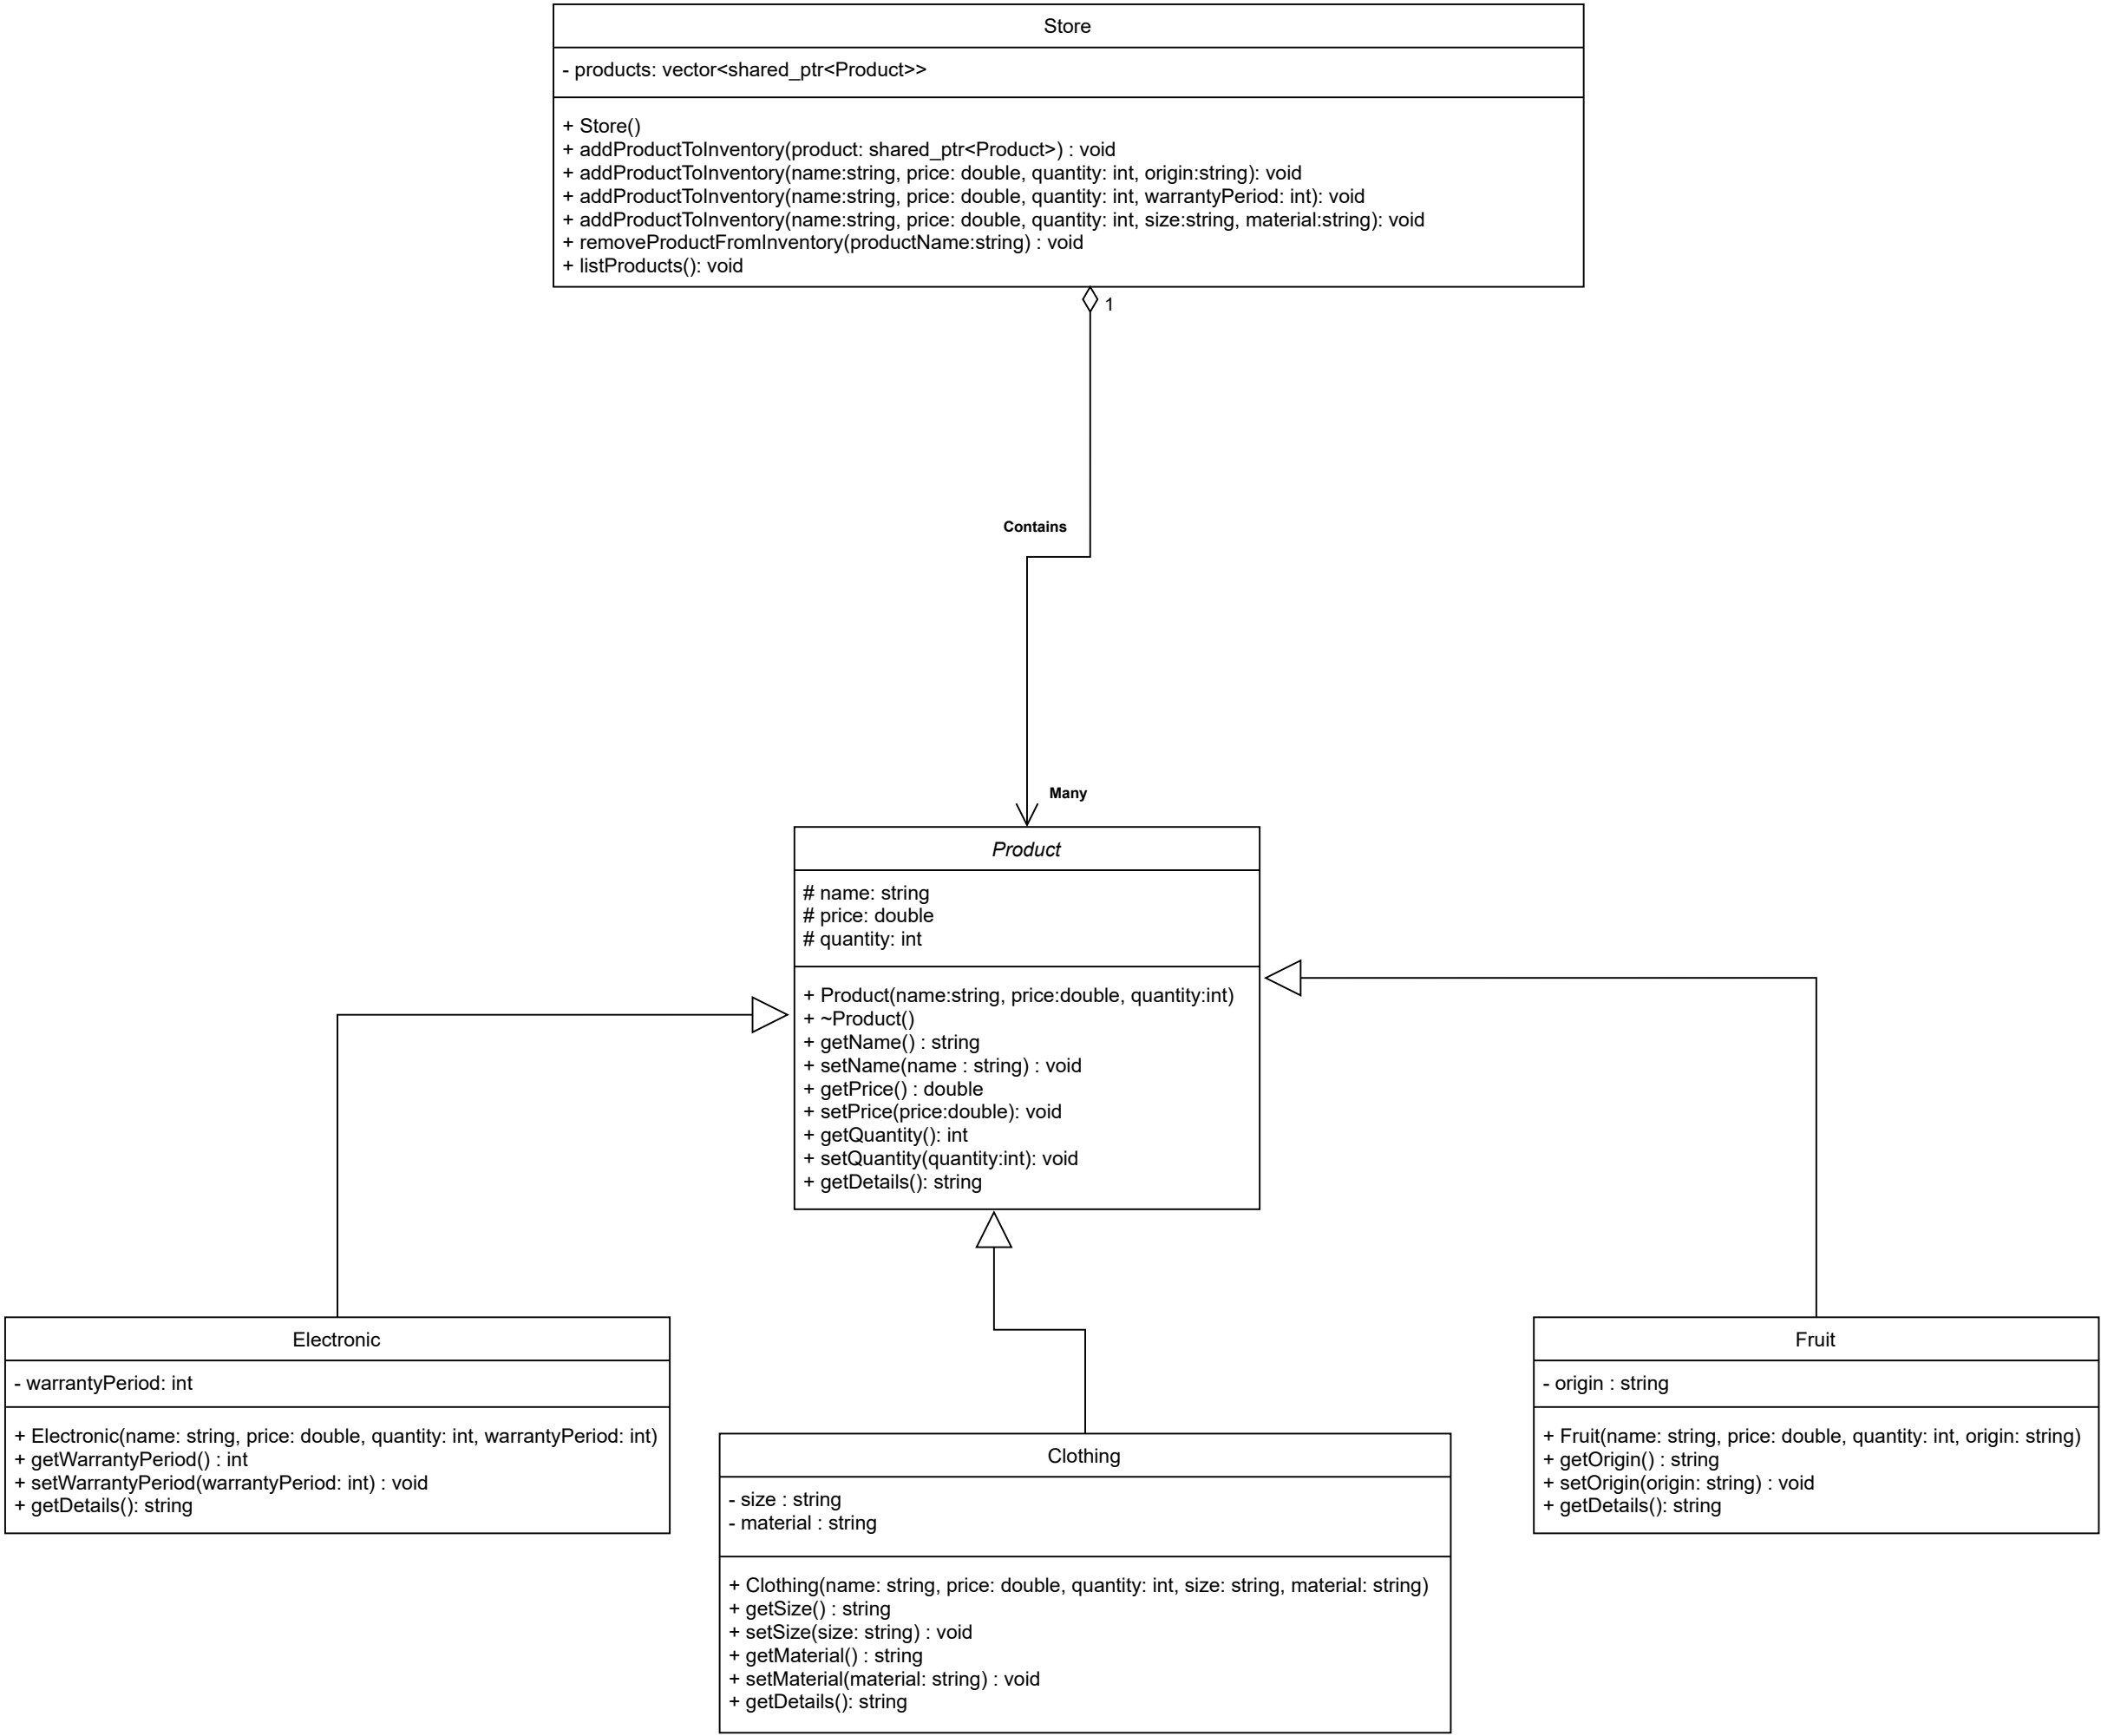 Store
- products: vector<shared_ptr<Product>>
+ Store()
+ addProductToInventory(product: shared_ptr<Product>) : void
+ addProductToInventory(name:string, price: double, quantity: int, origin:string): void
+ addProductToInventory(name:string, price: double, quantity: int, warrantyPeriod: int): void
+ addProductToInventory(name:string, price: double, quantity: int, size:string, material:string): void
+ removeProductFromInventory(productName:string) : void
+ listProducts(): void
1
Contains
Many
Product
# name: string
# price: double
# quantity: int
+ Product(name:string, price:double, quantity:int)
+ ~Product()
+ getName() : string
+ setName(name : string) : void
+ getPrice() : double
+ setPrice(price:double): void
+ getQuantity(): int
+ setQuantity(quantity:int): void
+ getDetails(): string
Electronic
- warrantyPeriod: int
+ Electronic(name: string, price: double, quantity: int, warrantyPeriod: int)
+ getWarrantyPeriod() : int
+ setWarrantyPeriod(warrantyPeriod: int) : void
+ getDetails(): string
Clothing
- size : string
- material : string
+ Clothing(name: string, price: double, quantity: int, size: string, material: string)
+ getSize() : string
+ setSize(size: string) : void
+ getMaterial() : string
+ setMaterial(material: string) : void
+ getDetails(): string
Fruit
- origin : string
+ Fruit(name: string, price: double, quantity: int, origin: string)
+ getOrigin() : string
+ setOrigin(origin: string) : void
+ getDetails(): string